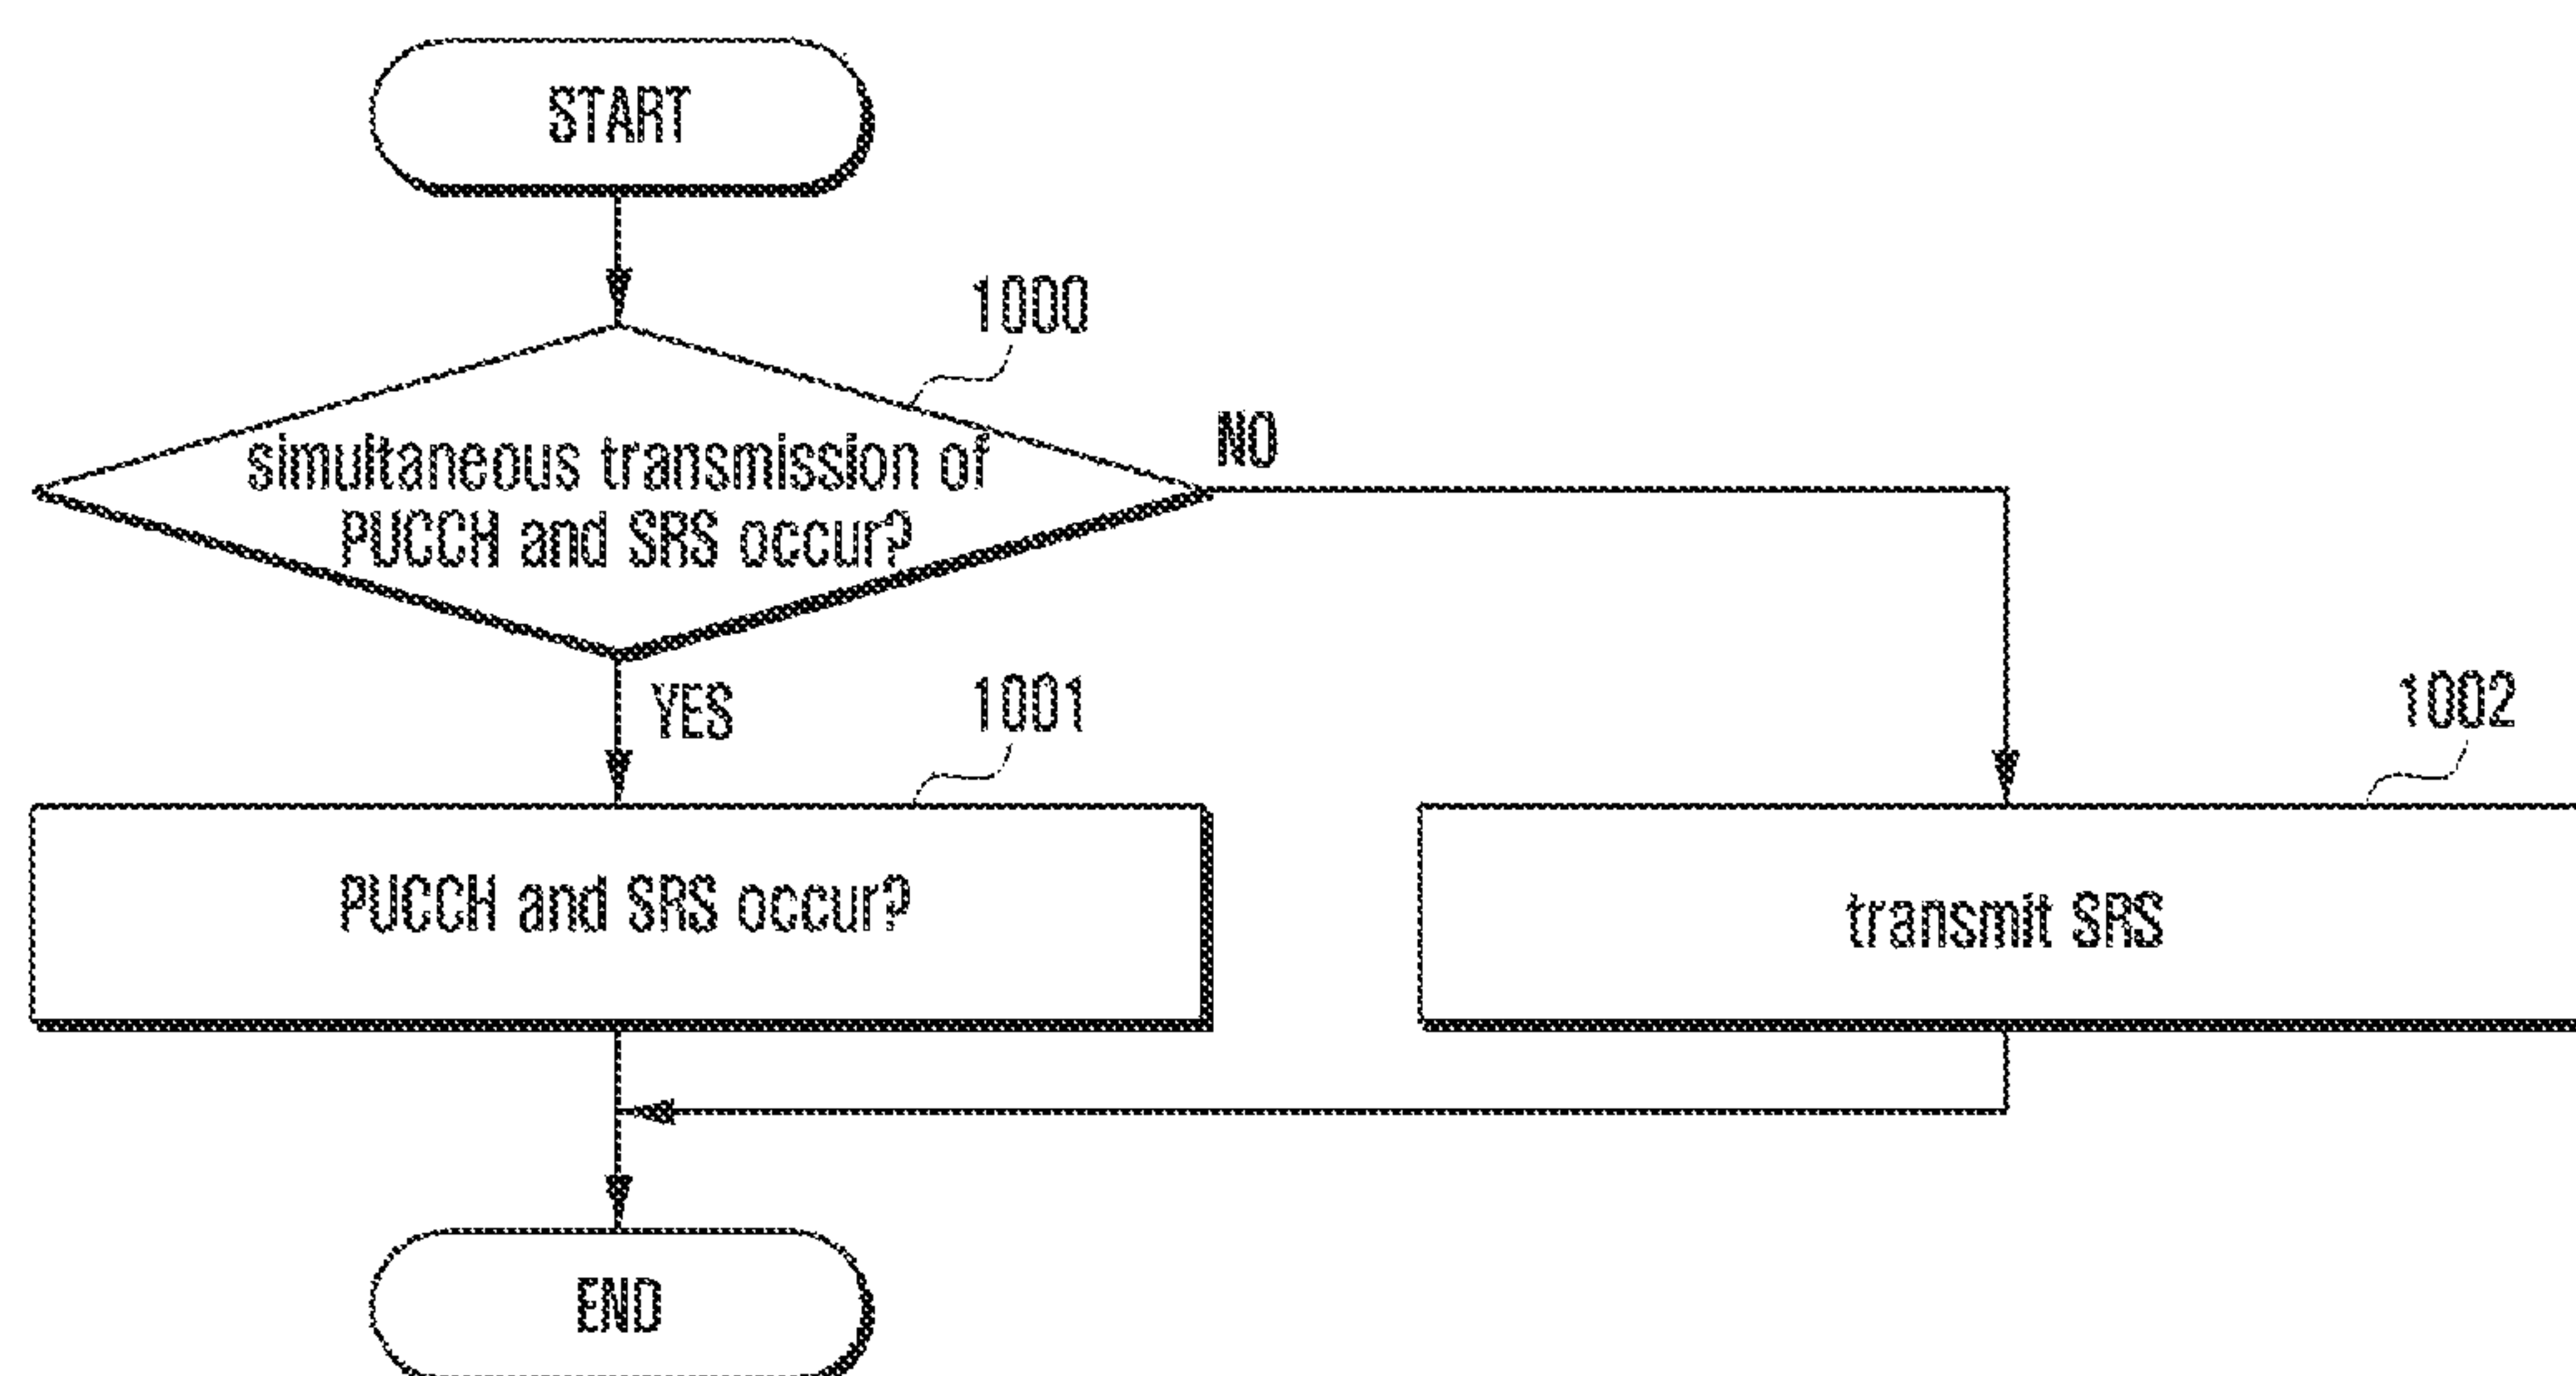 START
1000
simultaneous transmission of
PUCCH and SRS occur?
NO
YES
1001
1002
PUCCH and SRS occur?
transmit SRS
END